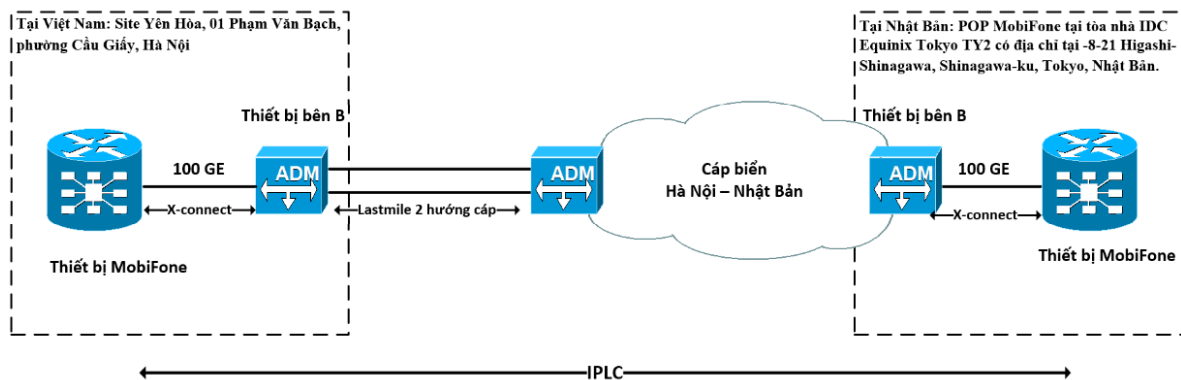 Tại Việt Nam: Site Yên Hòa, 01 Phạm Văn Bạch,
phường Cầu Giấy, Hà Nội
Tại Nhật Bản: POP MobiFone tại tòa nhà IDC
Equinix Tokyo TY2 có địa chỉ tại -8-21 Higashi-
Shinagawa, Shinagawa-ku, Tokyo, Nhật Bản.
Thiết bị bên B
Thiết bị bên B
100 GE
ADM
ADM
Cáp biển
Hà Nội – Nhật Bản
ADM
100 GE
X-connect
Lastmile 2 hướng cáp
X-connect
Thiết bị MobiFone
Thiết bị MobiFone
IPLC